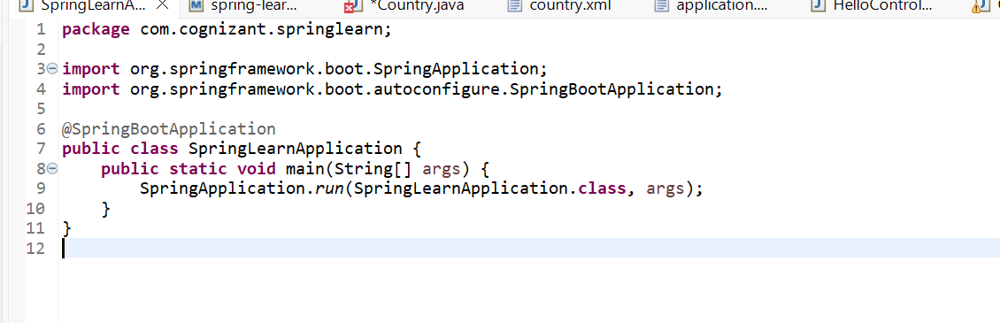 SpringLearnA... spring-lear... *Country.java country.xml application.... HelloControl...
1 package com.cognizant.springlearn;
2
3 import org.springframework.boot.SpringApplication;
4 import org.springframework.boot.autoconfigure.SpringBootApplication;
5
6 @SpringBootApplication
7 public class SpringLearnApplication {
8 public static void main(String[] args) {
9 SpringApplication.run(SpringLearnApplication.class, args);
10 }
11 }
12